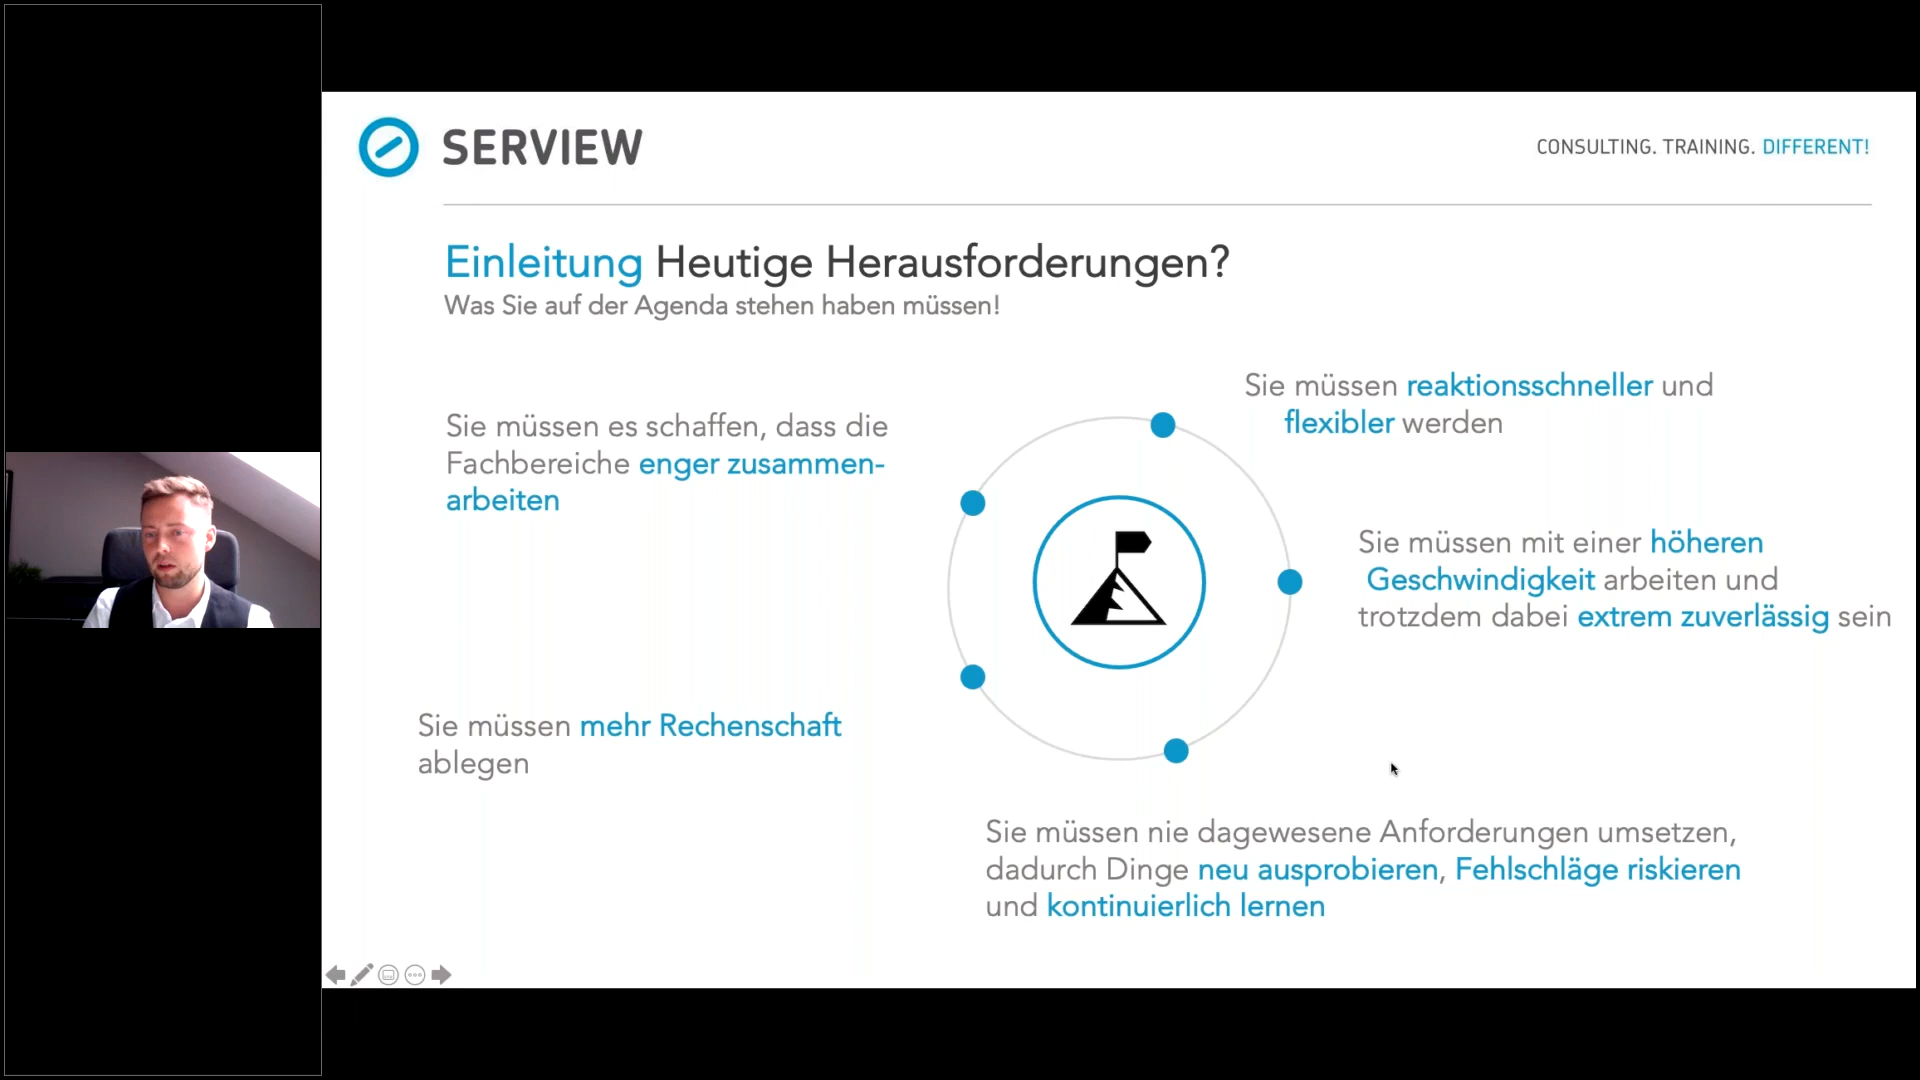 SERVIEW
CONSULTING. TRAINING. DIFFERENT!
Einleitung Heutige Herausforderungen?
Was Sie auf der Agenda stehen haben müssen!
Sie müssen reaktionsschneller und
flexibler werden
Sie müssen es schaffen, dass die
Fachbereiche enger zusammen-
arbeiten
Sie müssen mit einer höheren
Geschwindigkeit arbeiten und
trotzdem dabei extrem zuverlässig sein
Sie müssen mehr Rechenschaft
ablegen
Sie müssen nie dagewesene Anforderungen umsetzen,
dadurch Dinge neu ausprobieren, Fehlschläge riskieren
und kontinuierlich lernen